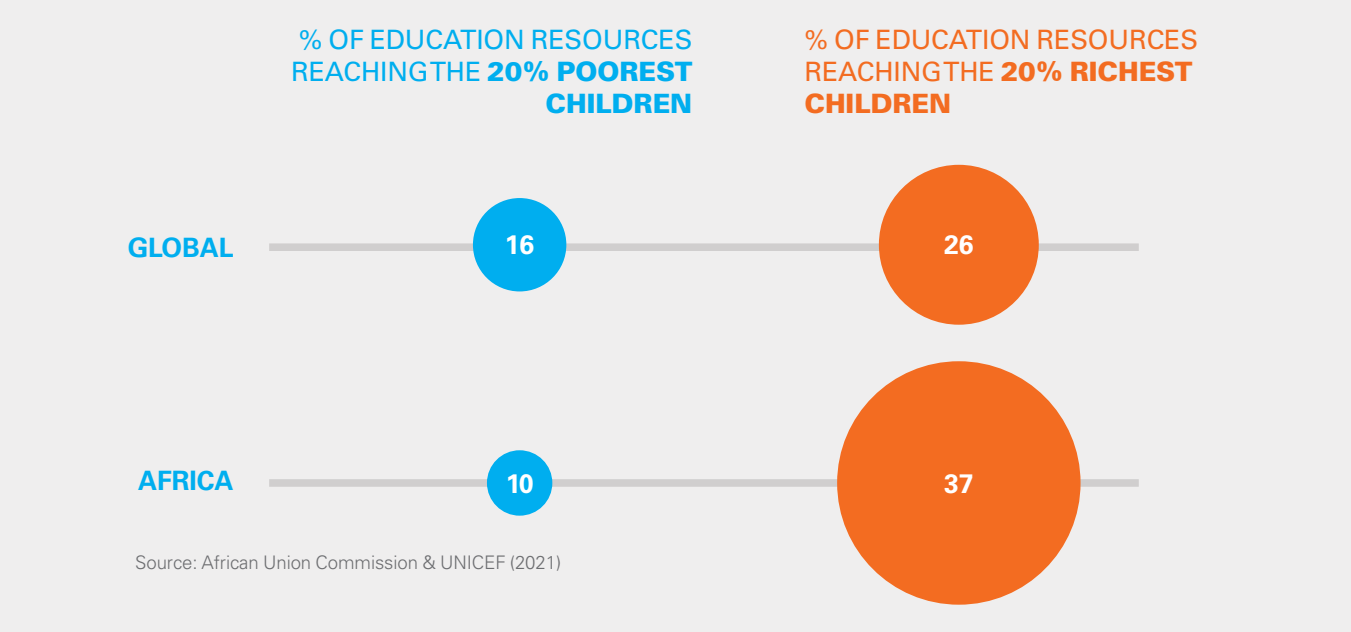 % OF EDUCATION RESOURCES
REACHING THE 20% POOREST
CHILDREN
% OF EDUCATION RESOURCES
REACHING THE 20% RICHEST
CHILDREN
GLOBAL
16
26
AFRICA
10
37
Source: African Union Commission & UNICEF (2021)